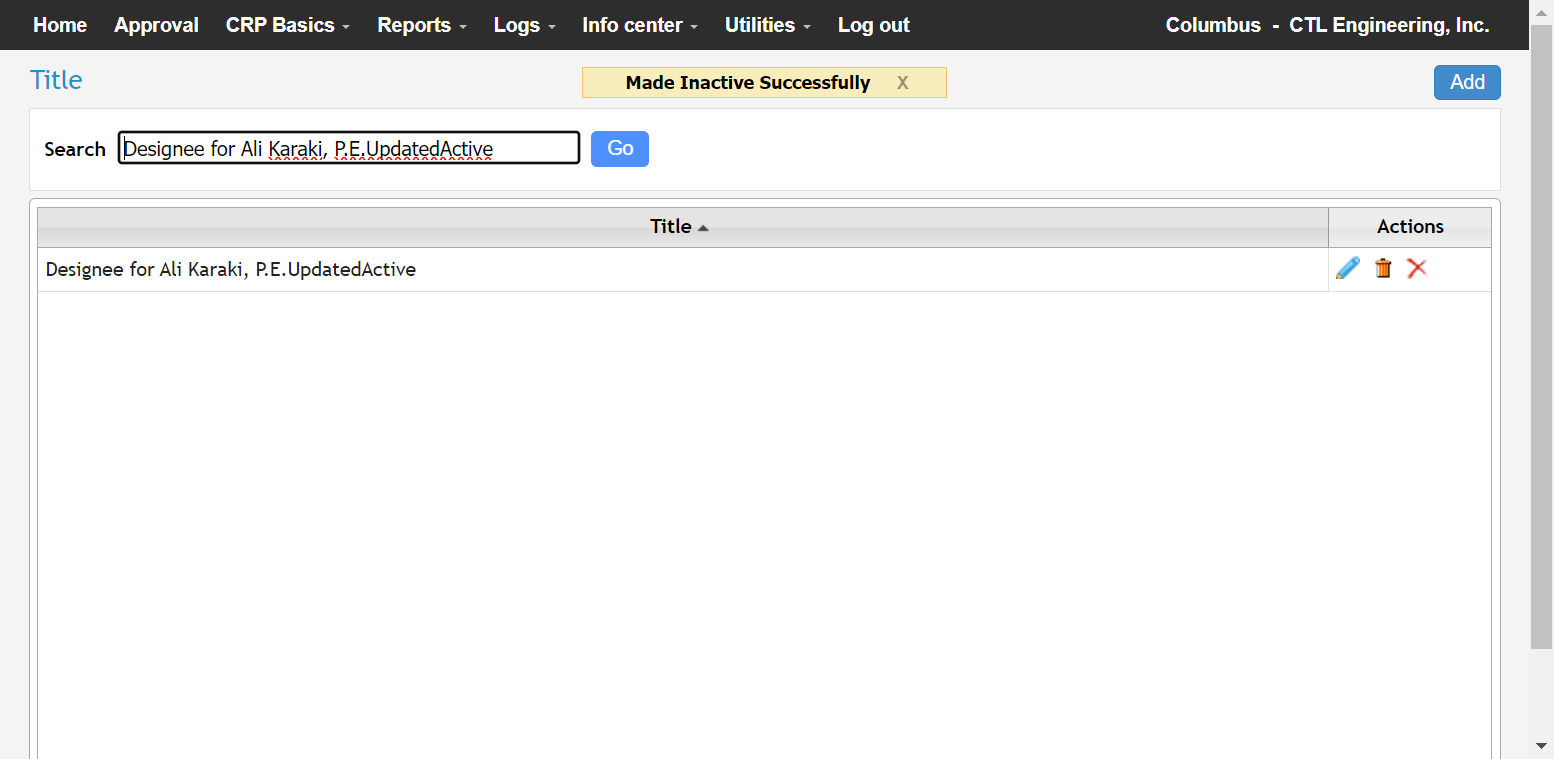 Home Approval CRP Basics Reports Logs Info center Utilities Log out Columbus - CTL Engineering, Inc.
Title Made Inactive Successfully X Add
Search Designee for Ali Karaki, P.E.UpdatedActive Go
Title Actions
Designee for Ali Karaki, P.E.UpdatedActive